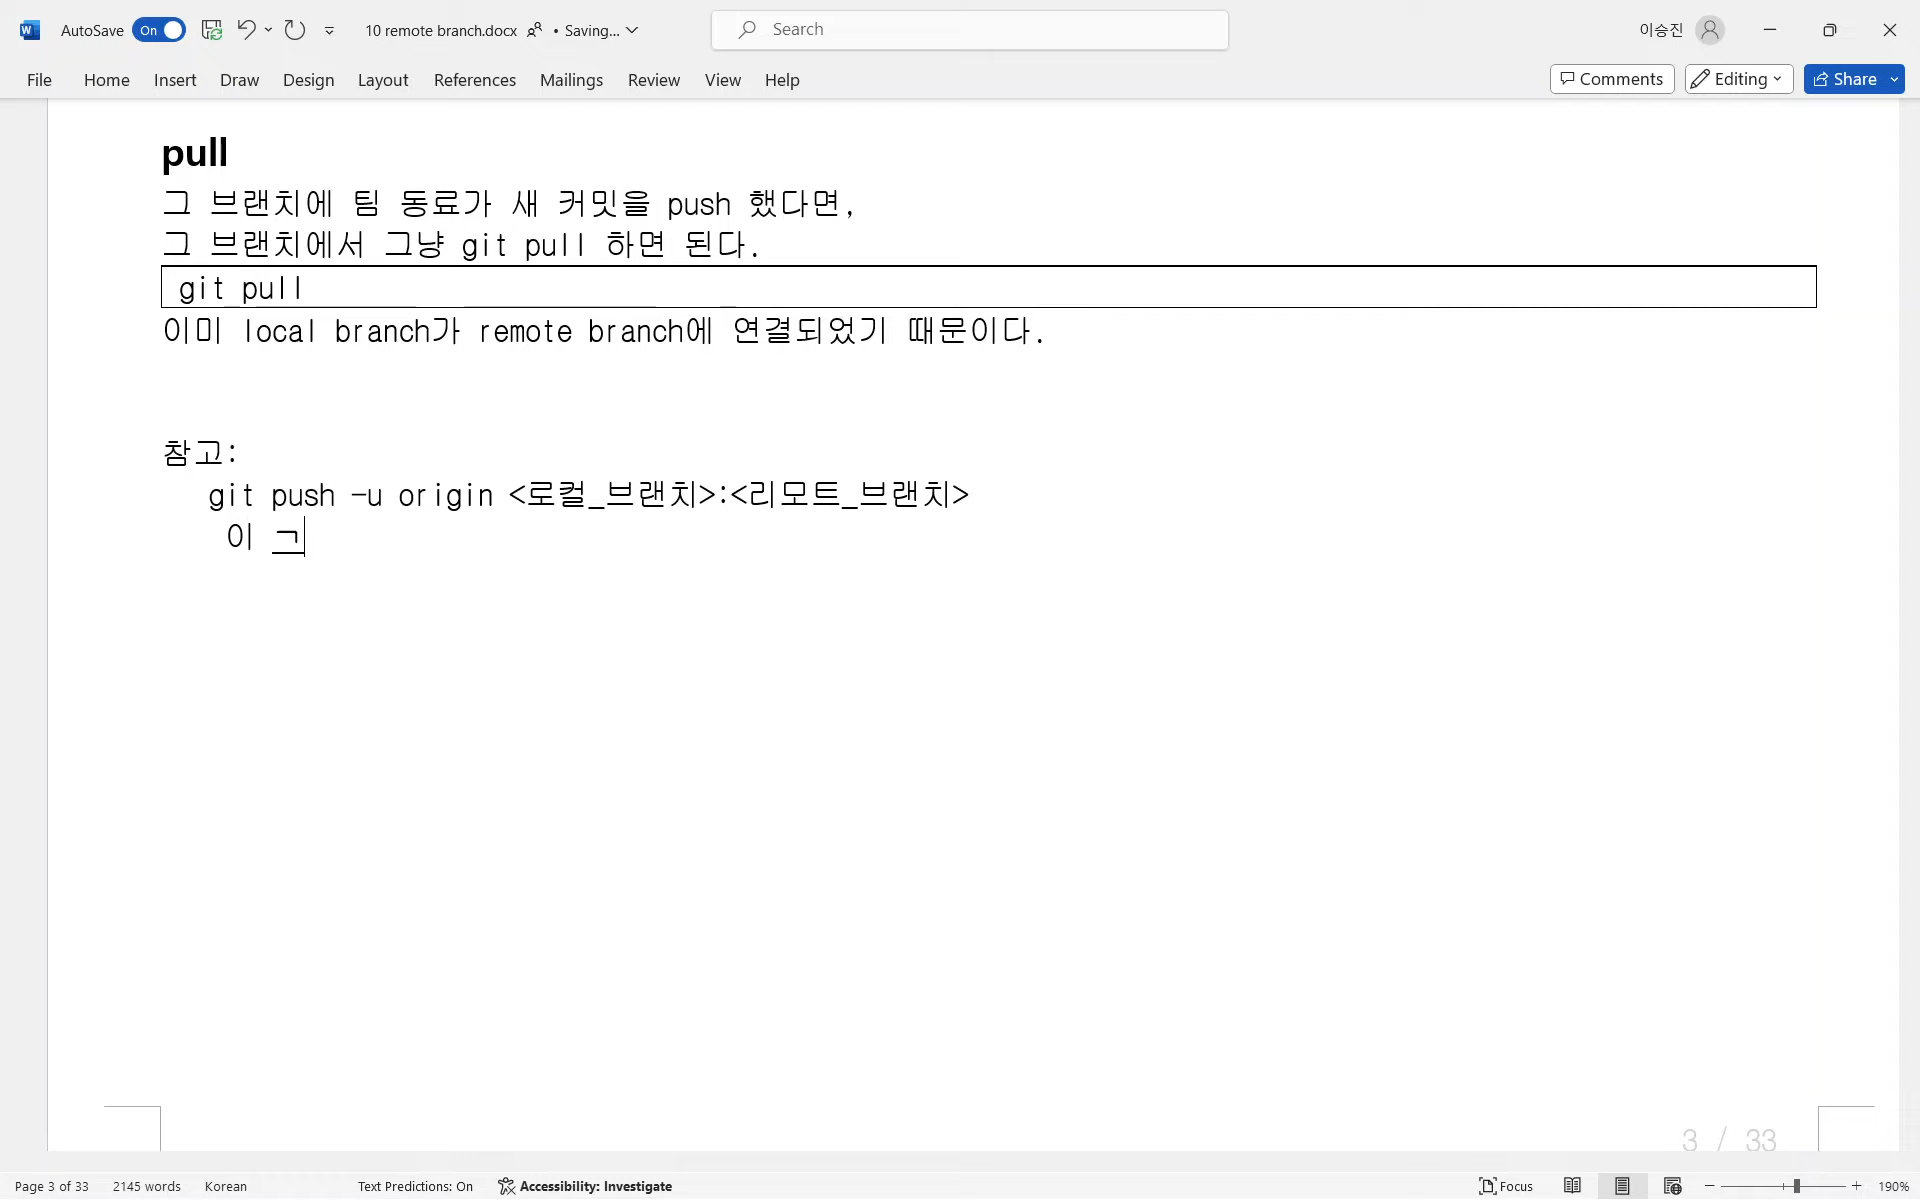 AutoSave On 10 remote branch.docx • Saving... Search 이승진
File Home Insert Draw Design Layout References Mailings Review View Help Comments Editing Share
pull
그 브랜치에 팀 동료가 새 커밋을 push 했다면,
그 브랜치에서 그냥 git pull 하면 된다.
git pull
이미 local branch가 remote branch에 연결되었기 때문이다.
참고:
git push -u origin <로컬_브랜치>:<리모트_브랜치>
이 ㄱ
3 / 33
Page 3 of 33 2145 words Korean Text Predictions: On Accessibility: Investigate Focus 190%